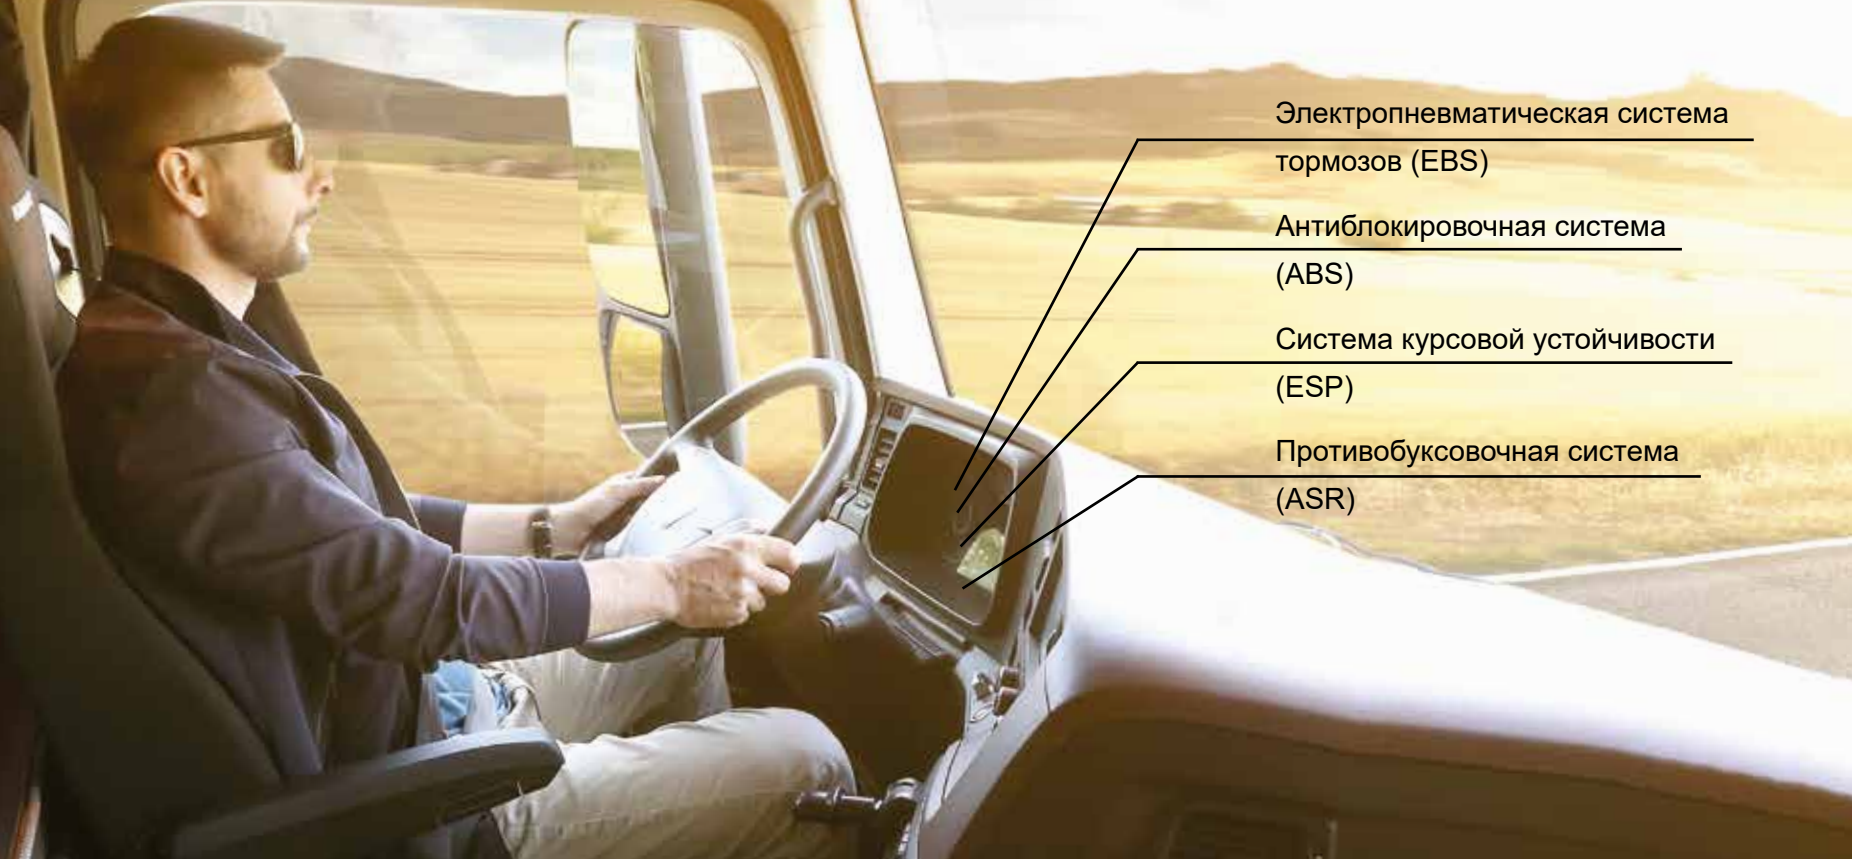 Электропневматическая система
тормозов (EBS)
Антиблокировочная система
(ABS)
Система курсовой устойчивости
(ESP)
Противобуксовочная система
(ASR)